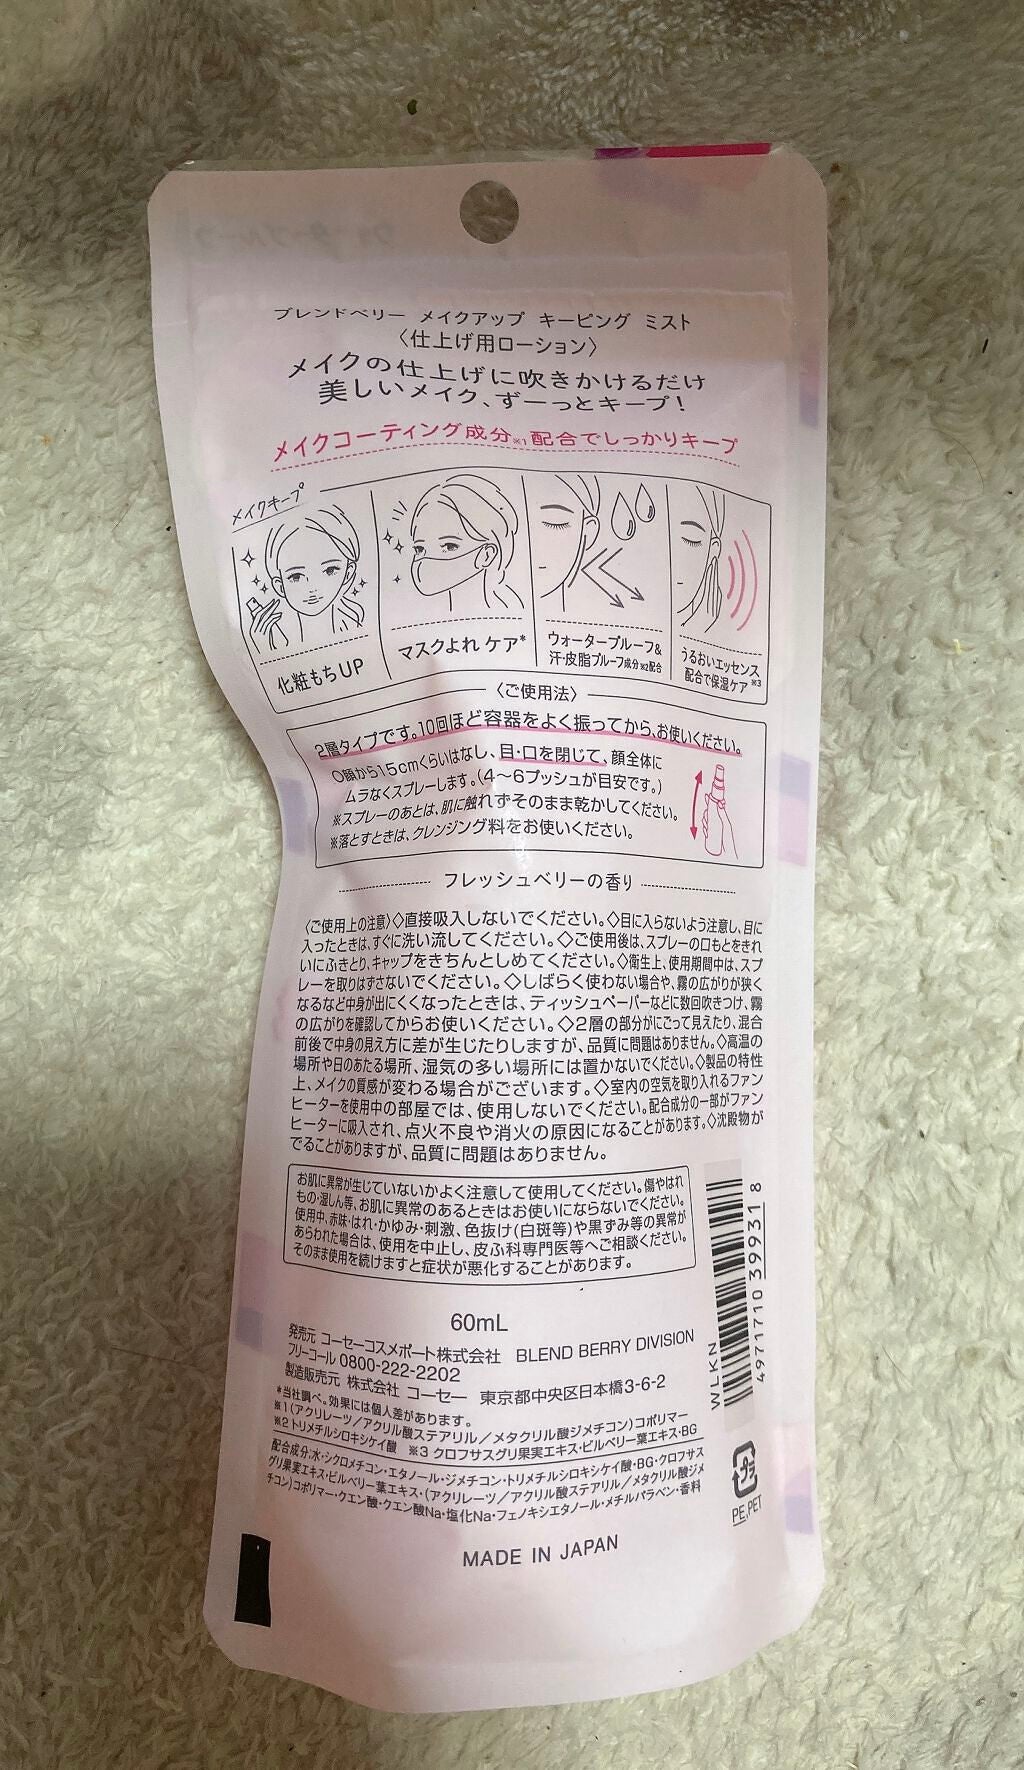 ブレンドベリー メイクアップ キーピング ミスト
〈仕上げ用ローション〉
メイクの仕上げに吹きかけるだけ
美しいメイク、ずーっとキープ!
メイクコーティング成分※1配合でしっかりキープ
メイクキープ
化粧もちUP
マスクよれ ケア*
ウォータープルーフ&
汗・皮脂プルーフ成分※2配合
うるおいエッセンス
配合で保湿ケア※3
〈ご使用法〉
2層タイプです。10回ほど容器をよく振ってから、お使いください。
○顔から15cmくらいはなし、目・口を閉じて、顔全体に
ムラなくスプレーします。(4〜6プッシュが目安です。)
※スプレーのあとは、肌に触れずそのまま乾かしてください。
※落とすときは、クレンジング料をお使いください。
フレッシュベリーの香り
〈ご使用上の注意〉◇直接吸入しないでください。◇目に入らないよう注意し、目に
入ったときは、すぐに洗い流してください。◇ご使用後は、スプレーの口もとをきれ
いにふきとり、キャップをきちんとしめてください。◇衛生上、使用期間中は、スプ
レーを取りはずさないでください。◇しばらく使わない場合や、霧の広がりが狭く
なるなど中身が出にくくなったときは、ティッシュペーパーなどに数回吹きつけ、霧
の広がりを確認してからお使いください。◇2層の部分がにごって見えたり、混合
前後で中身の見え方に差が生じたりしますが、品質に問題はありません。◇高温の
場所や日のあたる場所、湿気の多い場所には置かないでください。◇製品の特性
上、メイクの質感が変わる場合がございます。◇室内の空気を取り入れるファン
ヒーターを使用中の部屋では、使用しないでください。配合成分の一部がファン
ヒーターに吸入され、点火不良や消火の原因になることがあります。◇沈殿物が
でることがありますが、品質に問題はありません。
お肌に異常が生じていないかよく注意して使用してください。傷やはれ
もの・湿しん等、お肌に異常のあるときはお使いにならないでください。
使用中、赤味・はれ・かゆみ・刺激、色抜け(白斑等)や黒ずみ等の異常が
あらわれた場合は、使用を中止し、皮ふ科専門医等へご相談ください。
そのまま使用を続けますと症状が悪化することがあります。
60mL
発売元 コーセーコスメポート株式会社 BLEND BERRY DIVISION
フリーコール 0800-222-2202
製造販売元 株式会社 コーセー 東京都中央区日本橋3-6-2
*当社調べ。効果には個人差があります。
※1(アクリレーツ/アクリル酸ステアリル/メタクリル酸ジメチコン)コポリマー
※2トリメチルシロキシケイ酸 ※3 クロフサスグリ果実エキス・ビルベリー葉エキス・BG
配合成分:水・シクロメチコン・エタノール・ジメチコン・トリメチルシロキシケイ酸・BG・クロフサス
グリ果実エキス・ビルベリー葉エキス・(アクリレーツ/アクリル酸ステアリル/メタクリル酸ジメ
チコン)コポリマー・クエン酸・クエン酸Na・塩化Na・フェノキシエタノール・メチルパラベン・香料
MADE IN JAPAN
WLKN
4971710 399318
プラ
PE,PET